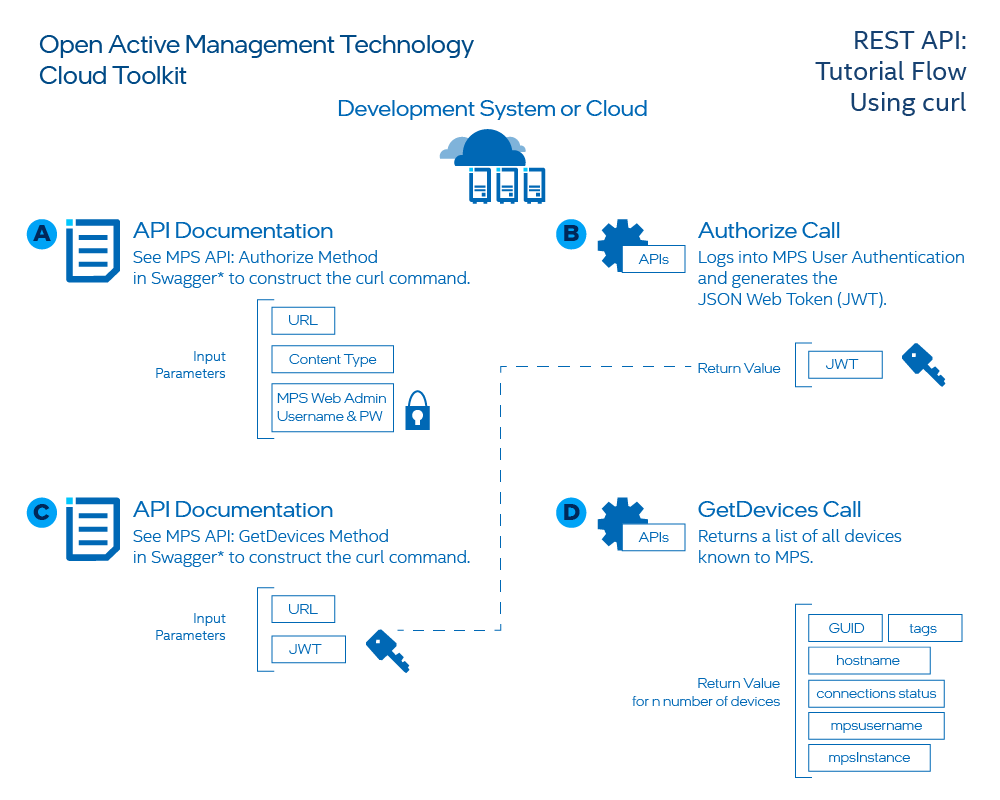 Open Active Management Technology
Cloud Toolkit
REST API:
Tutorial Flow
Using curl
Development System or Cloud
A
API Documentation
See MPS API: Authorize Method
in Swagger* to construct the curl command.
Input
Parameters
URL
Content Type
MPS Web Admin
Username & PW
B
APIs
Authorize Call
Logs into MPS User Authentication
and generates the
JSON Web Token (JWT).
Return Value
JWT
C
API Documentation
See MPS API: GetDevices Method
in Swagger* to construct the curl command.
Input
Parameters
URL
JWT
D
APIs
GetDevices Call
Returns a list of all devices
known to MPS.
Return Value
for n number of devices
GUID
tags
hostname
connections status
mpsusername
mpsInstance